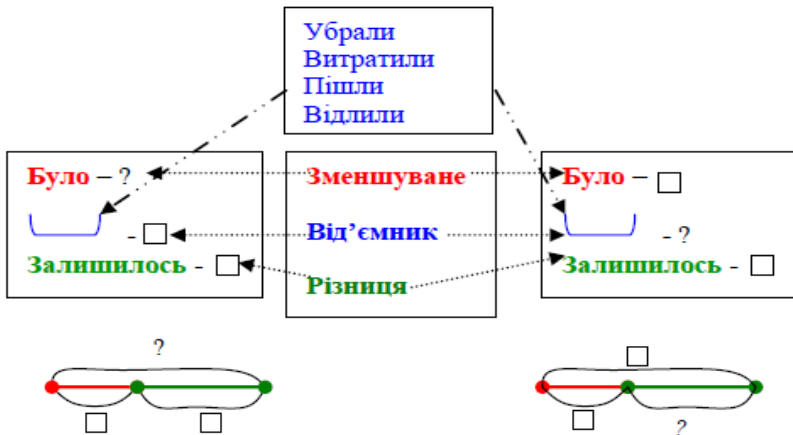 Убрали
Витратили
Пішли
Відлили
Було – ?
- □
Залишилось - □
Зменшуване
Від’ємник
Різниця
Було – □
- ?
Залишилось - □
?
□ □
□
□ ?